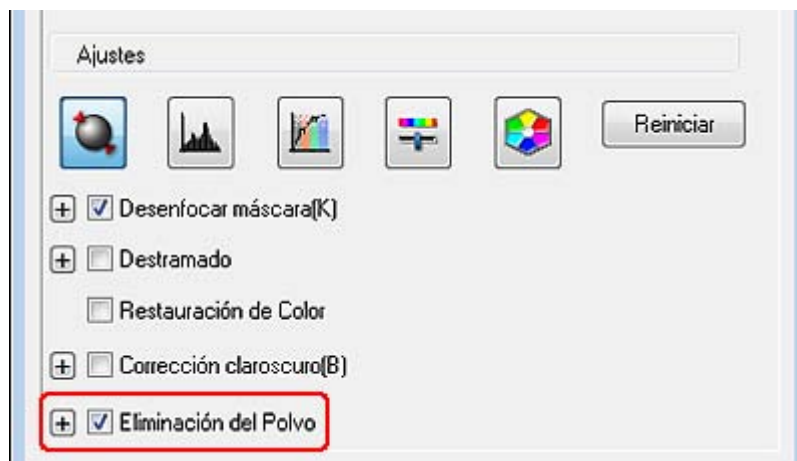 Ajustes
Reiniciar
Desenfocar máscara(K)
Destramado
Restauración de Color
Corrección claroscuro(B)
Eliminación del Polvo